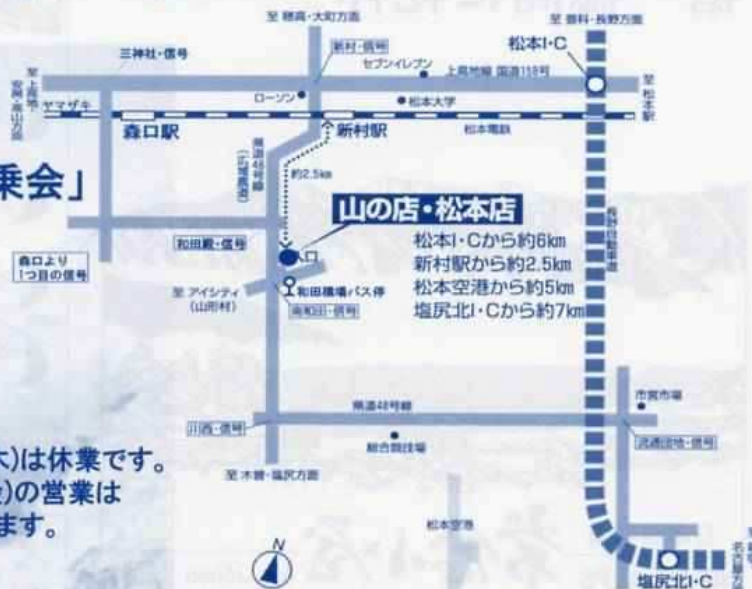 至 穂高・大町方面
至 豊科・長野方面
三神社・信号
新村・信号
セブンイレブン
松本I・C
上高地線 国道158号
至 松本駅
至 上高地・安房・高山方面
ヤマザキ
ローソン
松本大学
森口駅
新村駅
松本電鉄
乗会」
約2.5km
長野自動車道
山の店・松本店
和田殿・信号
入口
松本I・Cから約6km
新村駅から約2.5km
松本空港から約5km
塩尻北I・Cから約7km
森口より
1つ目の信号
至 アイシティ
(山形村)
和田橋場バス停
南和田・信号
県道48号線
市営市場
川西・信号
総合競技場
流通団地・信号
木)は休業です。
)の営業は
ます。
至 木曽・塩尻方面
松本空港
N
塩尻北I・C